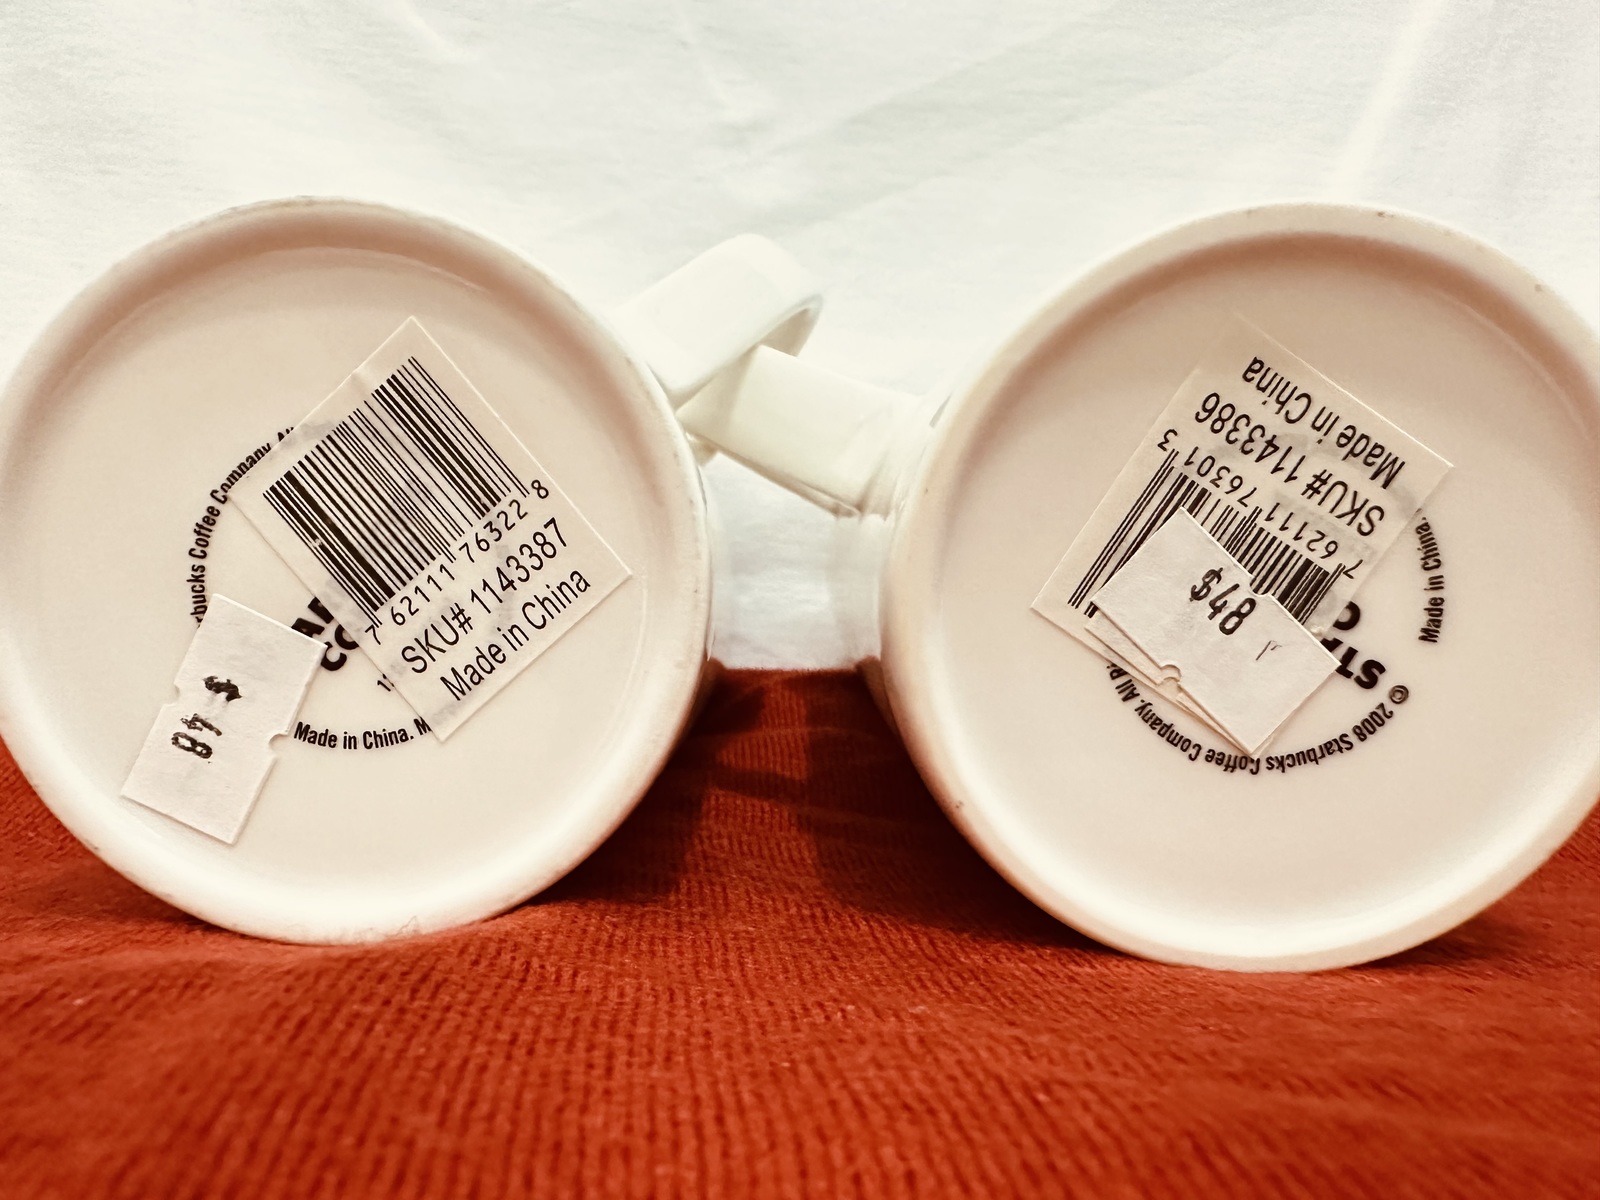 7 62111 76322 8
SKU# 1143387
Made in China
bucks Coffee Company. All
Made in China. M
$ 48
7 62111 76301 3
SKU# 1143386
Made in China
$48
© 2008 Starbucks Coffee Company. All
Made in China.